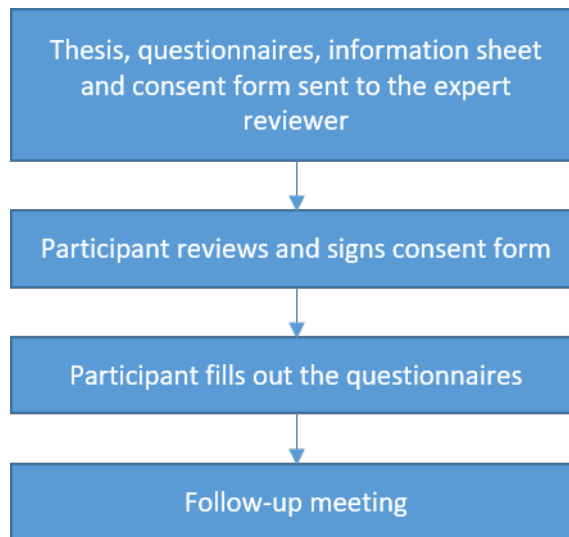 Thesis, questionnaires, information sheet
and consent form sent to the expert
reviewer
Participant reviews and signs consent form
Participant fills out the questionnaires
Follow-up meeting